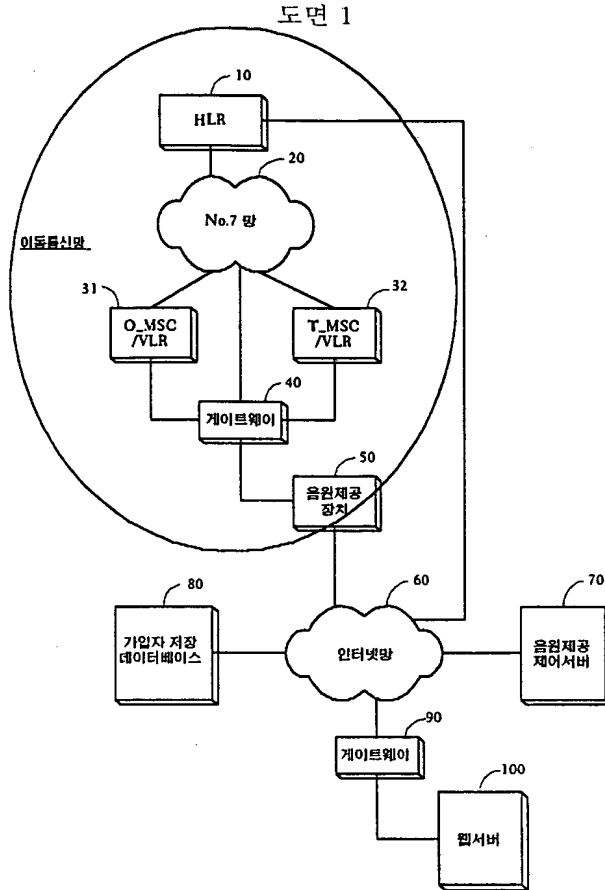 도면 1
10
HLR
20
No.7 망
이동통신망
31
O_MSC
/VLR
32
T_MSC
/VLR
40
게이트웨이
50
음원제공
장치
80
가입자 저장
데이터베이스
60
인터넷망
70
음원제공
제어서버
90
게이트웨이
100
웹서버